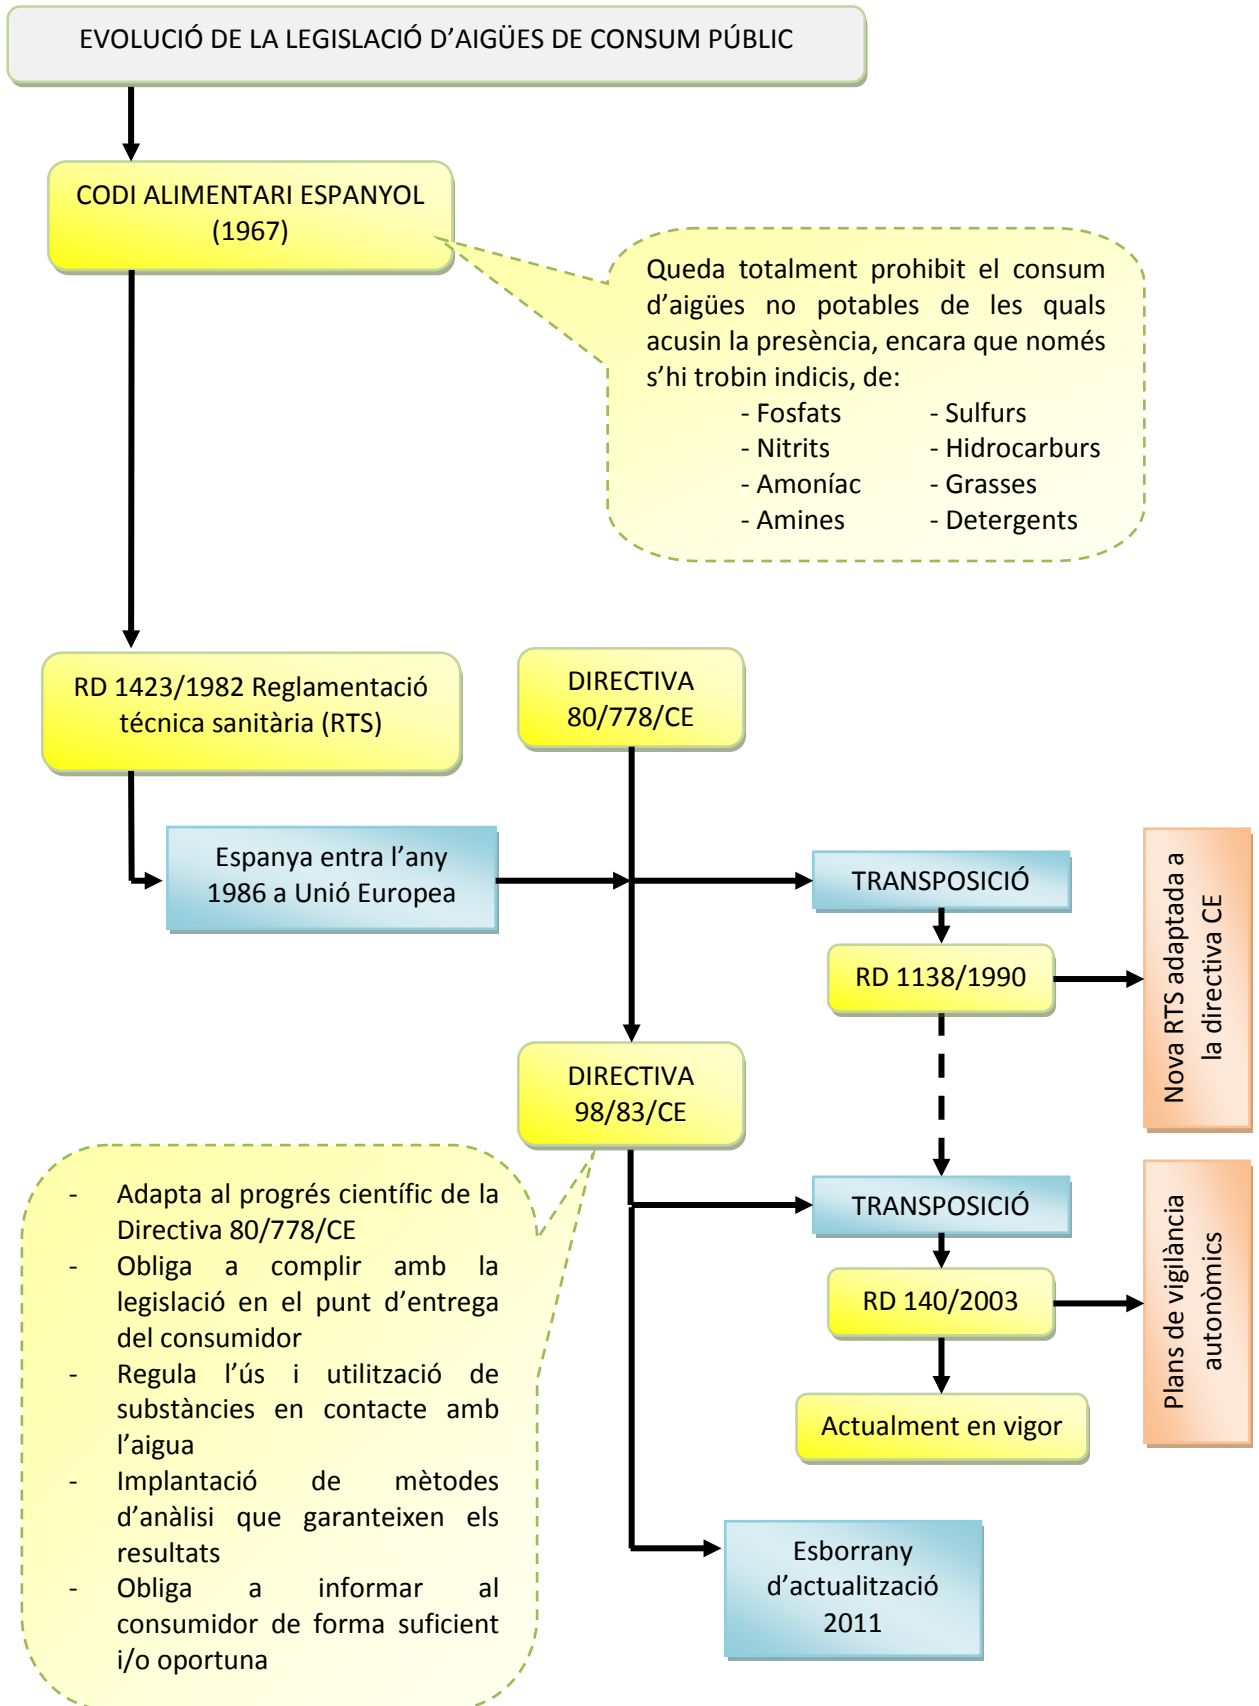 EVOLUCIÓ DE LA LEGISLACIÓ D’AIGÜES DE CONSUM PÚBLIC
CODI ALIMENTARI ESPANYOL
(1967)
Queda totalment prohibit el consum
d’aigües no potables de les quals
acusin la presència, encara que només
s’hi trobin indicis, de:
- Fosfats - Sulfurs
- Nitrits - Hidrocarburs
- Amoníac - Grasses
- Amines - Detergents
RD 1423/1982 Reglamentació
técnica sanitària (RTS)
DIRECTIVA
80/778/CE
Espanya entra l’any
1986 a Unió Europea
TRANSPOSICIÓ
RD 1138/1990
Nova RTS adaptada a
la directiva CE
DIRECTIVA
98/83/CE
- Adapta al progrés científic de la
Directiva 80/778/CE
- Obliga a complir amb la
legislació en el punt d’entrega
del consumidor
- Regula l’ús i utilització de
substàncies en contacte amb
l’aigua
- Implantació de mètodes
d’anàlisi que garanteixen els
resultats
- Obliga a informar al
consumidor de forma suficient
i/o oportuna
TRANSPOSICIÓ
RD 140/2003
Plans de vigilància
autonòmics
Actualment en vigor
Esborrany
d’actualització
2011